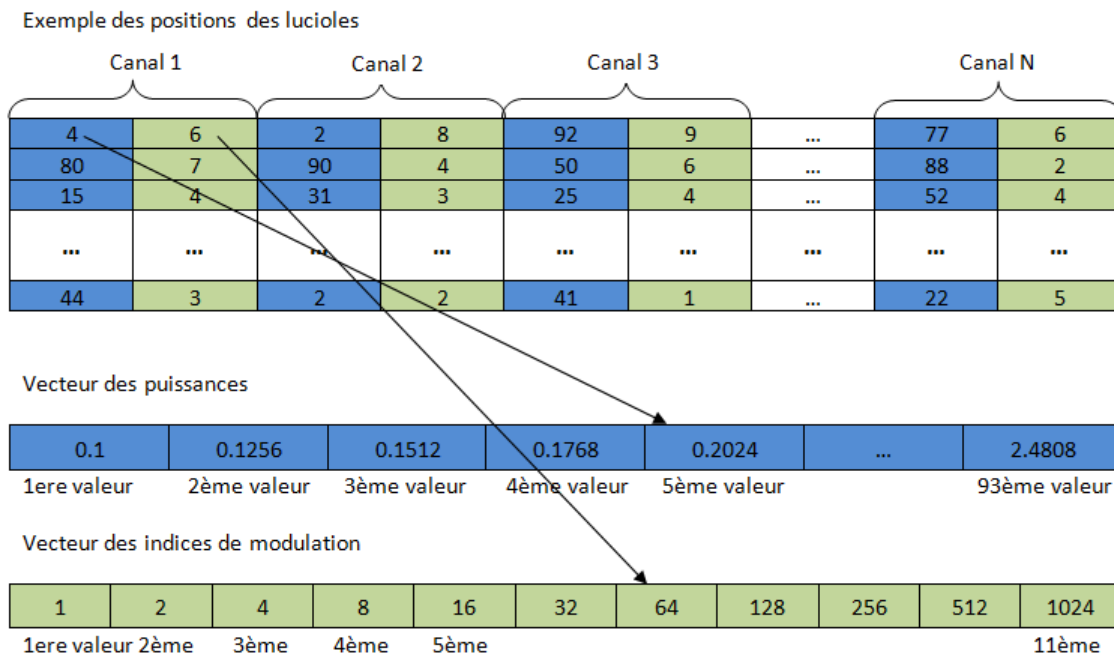 Exemple des positions des lucioles
Canal 1 Canal 2 Canal 3 Canal N
4 6 2 8 92 9 ... 77 6
80 7 90 4 50 6 ... 88 2
15 4 31 3 25 4 ... 52 4
... ... ... ... ... ... ... ... ...
44 3 2 2 41 1 ... 22 5
Vecteur des puissances
0.1 0.1256 0.1512 0.1768 0.2024 ... 2.4808
1ere valeur 2ème valeur 3ème valeur 4ème valeur 5ème valeur 93ème valeur
Vecteur des indices de modulation
1 2 4 8 16 32 64 128 256 512 1024
1ere valeur 2ème 3ème 4ème 5ème 11ème